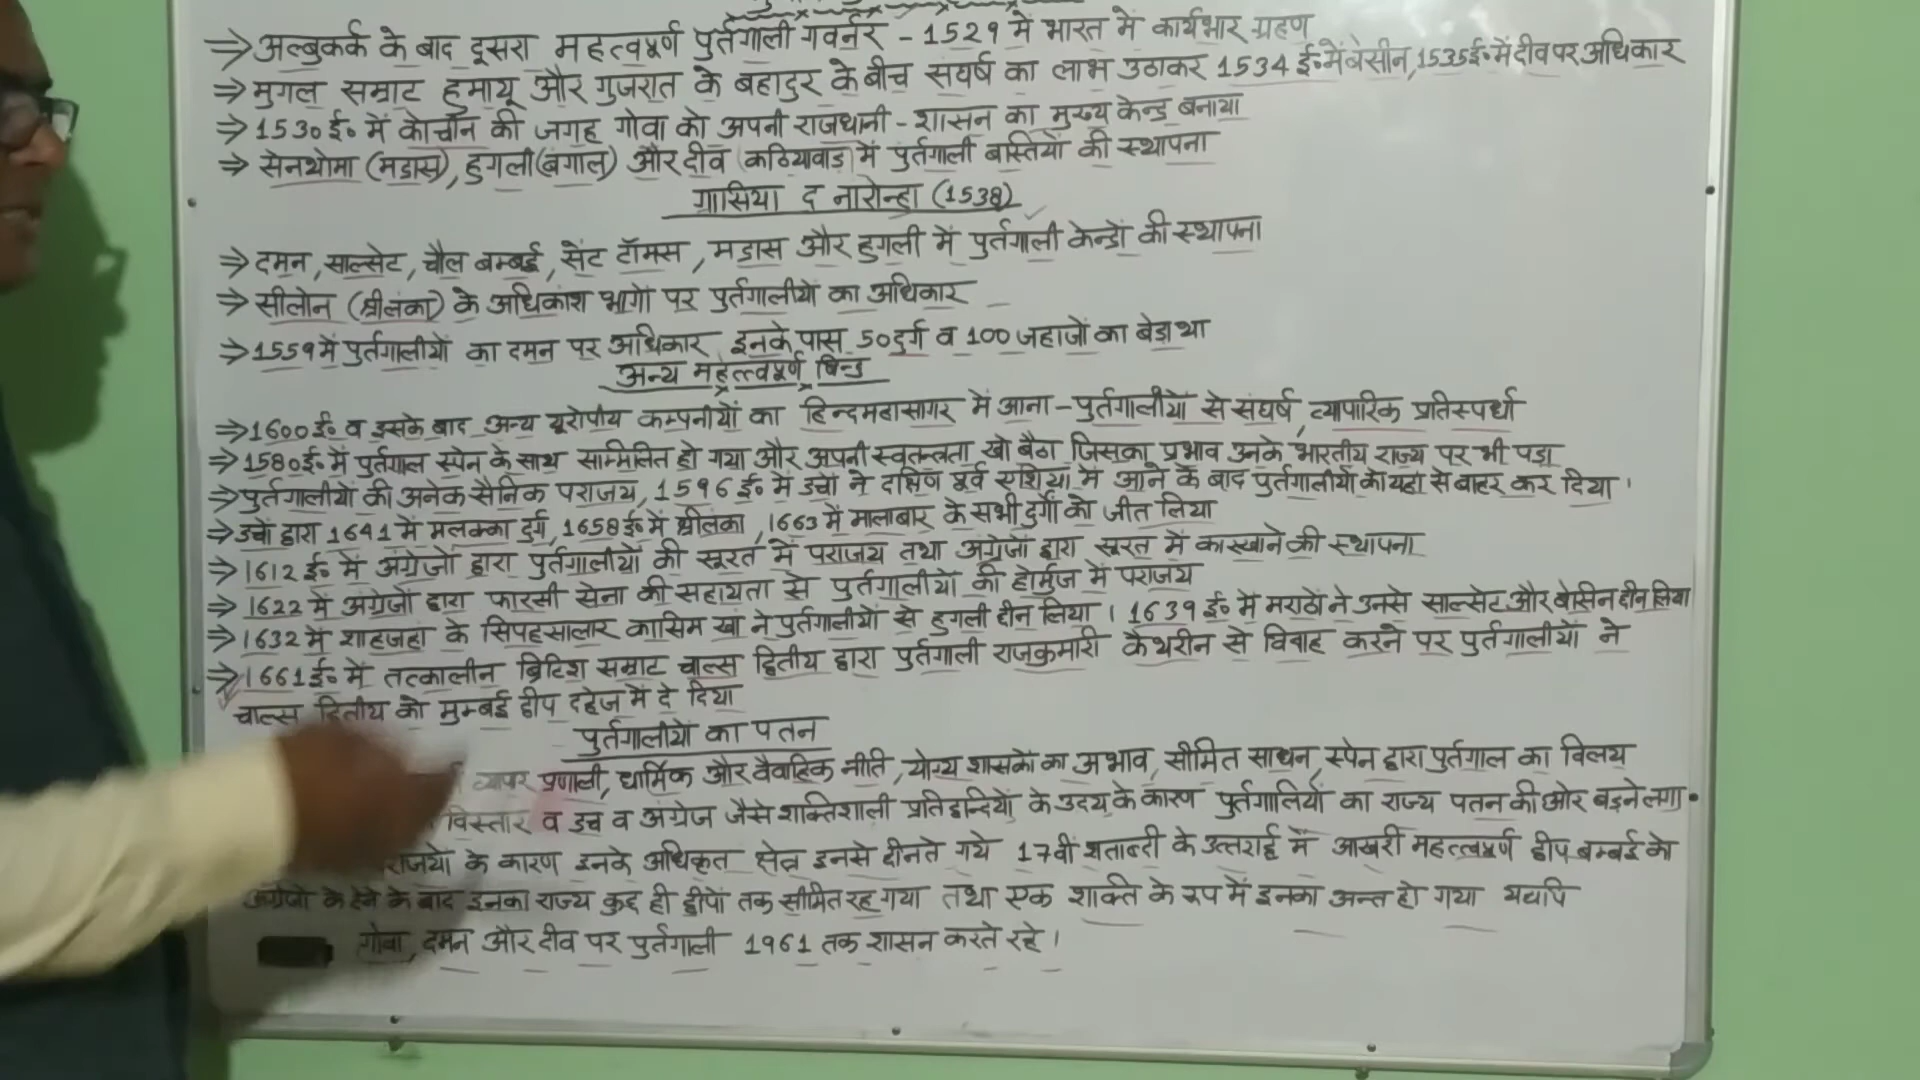 ⇒ अल्बुकर्क के बाद दूसरा महत्वपूर्ण पुर्तगाली गवर्नर - 1529 में भारत में कार्यभार ग्रहण
⇒ मुगल सम्राट हुमायू और गुजरात के बहादुर के बीच संघर्ष का लाभ उठाकर 1534 ई॰ में बेसीन, 1535 ई॰ में दीव पर अधिकार
⇒ 1530 ई॰ में कोचीन की जगह गोवा को अपनी राजधानी - शासन का मुख्य केन्द्र बनाया
⇒ सेनथोमा (मद्रास), हुगली (बंगाल) और दीव (कठियावाड) में पुर्तगाली बस्तियों की स्थापना
गार्सिया द नारोन्हा (1538)
⇒ दमन, साल्सेट, चौल बम्बई, सेंट टॉमस, मद्रास और हुगली में पुर्तगाली केन्द्रों की स्थापना
⇒ सीलोन (श्रीलंका) के अधिकांश भागों पर पुर्तगालीयों का अधिकार
⇒ 1559 में पुर्तगालीयों का दमन पर अधिकार इनके पास 50 दुर्ग व 100 जहाजों का बेड़ा था
अन्य महत्त्वपूर्ण बिन्दु
⇒ 1600 ई॰ व इसके बाद अन्य यूरोपीय कम्पनीयों का हिन्दमहासागर में आना - पुर्तगालीयों से संघर्ष, व्यापारिक प्रतिस्पर्धा
⇒ 1580 ई॰ में पुर्तगाल स्पेन के साथ सम्मिलित हो गया और अपनी स्वतन्त्रता खो बैठा जिसका प्रभाव उनके भारतीय राज्य पर भी पड़ा
⇒ पुर्तगालीयों की अनेक सैनिक पराजय, 1596 ई॰ में डचों ने दक्षिण पूर्व एशिया में आने के बाद पुर्तगालीयों को यहां से बाहर कर दिया।
⇒ डचों द्वारा 1641 में मलक्का दुर्ग, 1658 ई॰ में श्रीलंका, 1663 में मालाबार के सभी दुर्गों को जीत लिया
⇒ 1612 ई॰ में अंग्रेजों द्वारा पुर्तगालीयों की सूरत में पराजय तथा अंग्रेजों द्वारा सूरत में कारखाने की स्थापना
⇒ 1622 में अंग्रेजों द्वारा फारसी सेना की सहायता से पुर्तगालीयों की होर्मुज में पराजय
⇒ 1632 में शाहजहां के सिपहसालार कासिम खां ने पुर्तगालीयों से हुगली छीन लिया। 1639 ई॰ में मराठों ने उनसे साल्सेट और बेसिन छीन लिया
⇒ 1661 ई॰ में तत्कालीन ब्रिटिश सम्राट चार्ल्स द्वितीय द्वारा पुर्तगाली राजकुमारी कैथरीन से विवाह करने पर पुर्तगालीयों ने
चार्ल्स द्वितीय को मुम्बई द्वीप दहेज में दे दिया
पुर्तगालीयों का पतन
व्यापर प्रणाली, धार्मिक और वैवाहिक नीति, योग्य शासकों का अभाव, सीमित साधन, स्पेन द्वारा पुर्तगाल का विलय
विस्तार व डच व अंग्रेज जैसे शक्तिशाली प्रतिद्वन्दियों के उदय के कारण पुर्तगालियों का राज्य पतन की ओर बढ़ने लगा।
के कारण इनके अधिकृत क्षेत्र इनसे छीनते गये 17वीं शताब्दी के उत्तरार्द्ध में आखरी महत्त्वपूर्ण द्वीप बम्बई को
अंग्रेजों के देने के बाद इनका राज्य कुछ ही द्वीपों तक सीमित रह गया तथा एक शक्ति के रूप में इनका अन्त हो गया यद्यपि
गोवा, दमन और दीव पर पुर्तगाली 1961 तक शासन करते रहे।